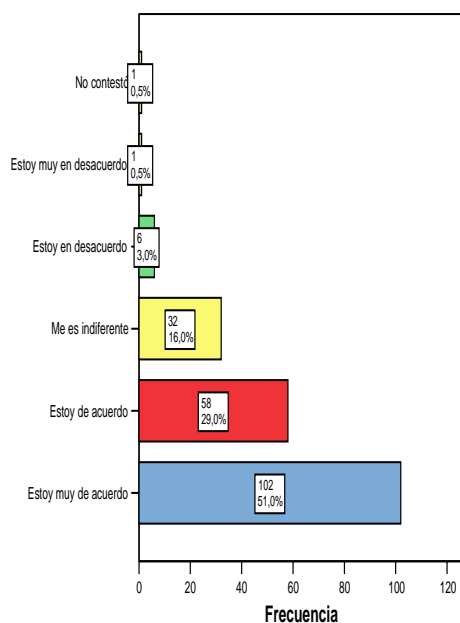 No contestó
1
0,5%
Estoy muy en desacuerdo
1
0,5%
Estoy en desacuerdo
6
3,0%
Me es indiferente
32
16,0%
Estoy de acuerdo
58
29,0%
Estoy muy de acuerdo
102
51,0%
0 20 40 60 80 100 120
Frecuencia